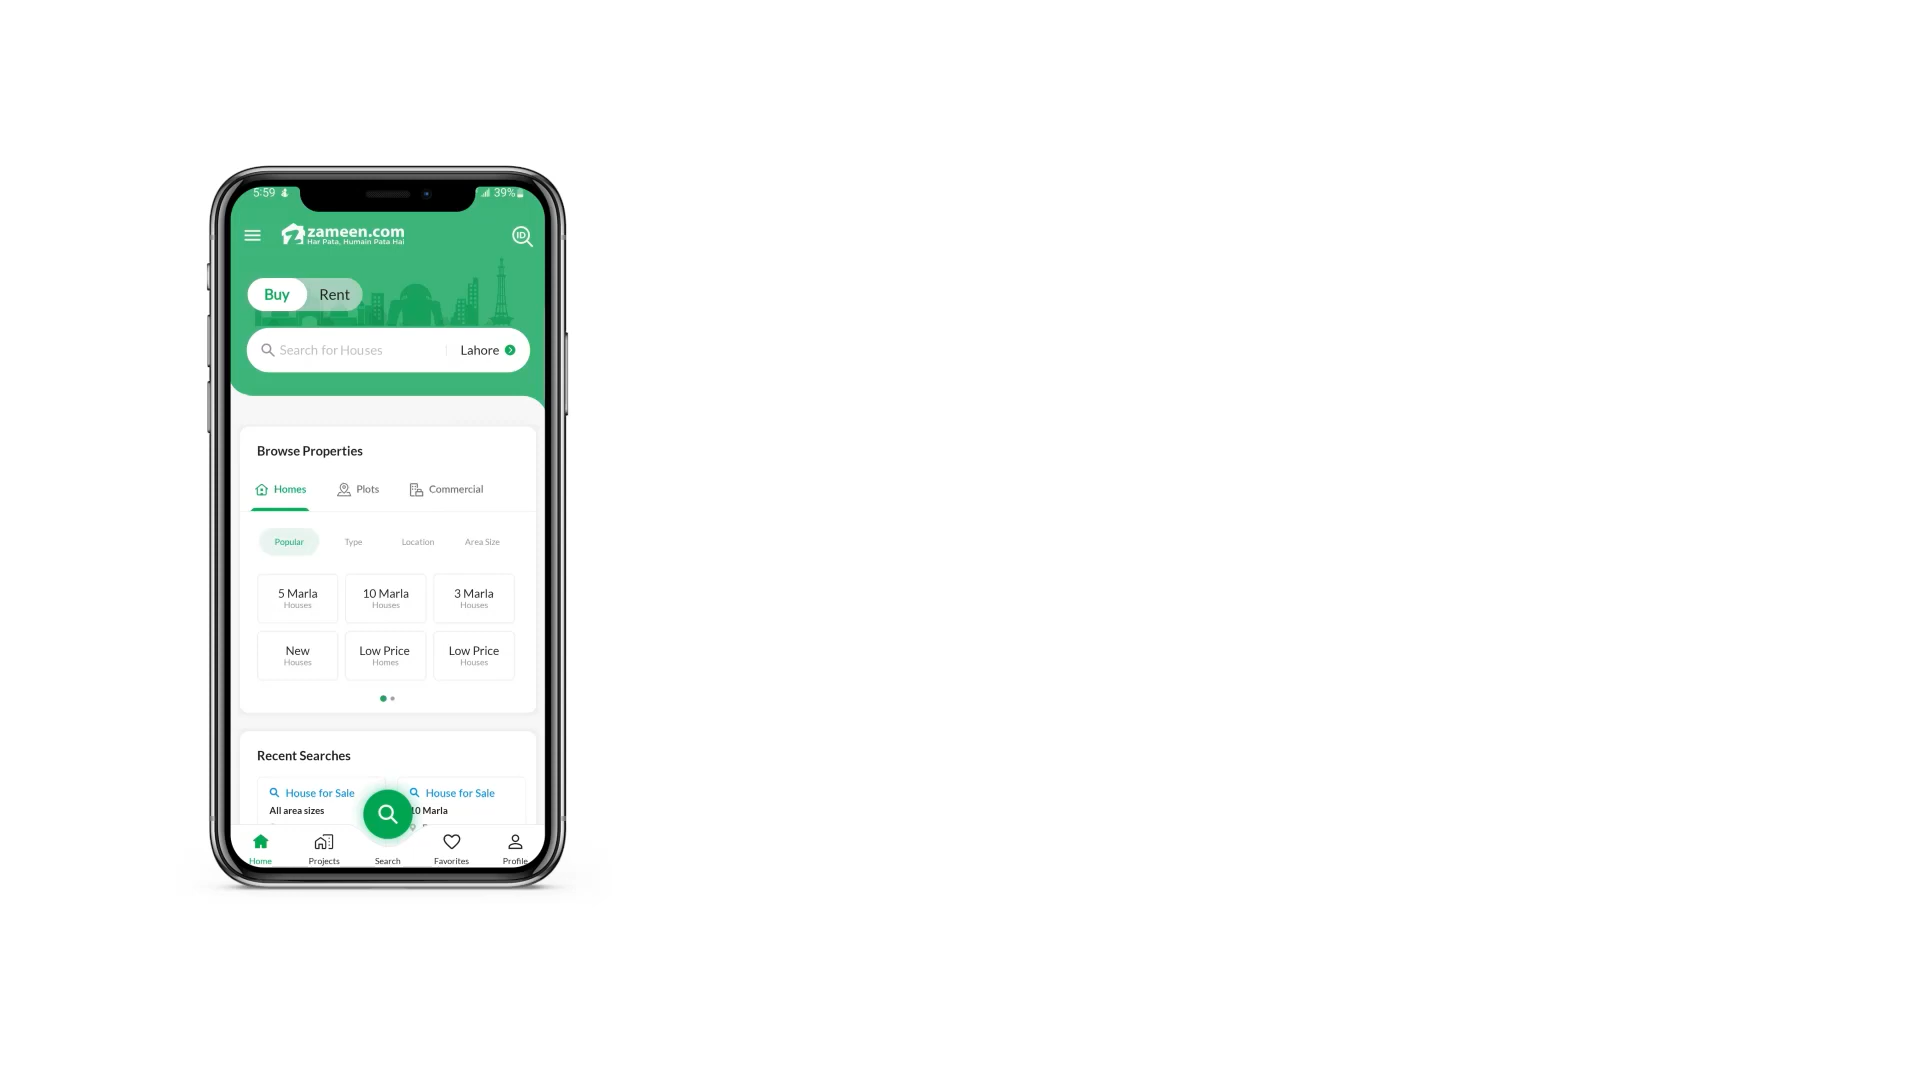 5:59
39%
zameen.com
Har Pata, Humain Pata Hai
ID
Buy Rent
Search for Houses Lahore
Browse Properties
Homes Plots Commercial
Popular Type Location Area Size
5 Marla 10 Marla 3 Marla
Houses Houses Houses
New Low Price Low Price
Houses Homes Houses
Recent Searches
House for Sale House for Sale
All area sizes 10 Marla
Home Projects Search Favorites Profile